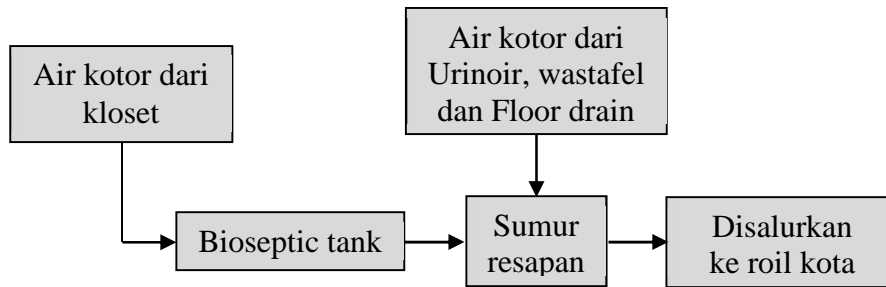 Air kotor dari
kloset
Air kotor dari
Urinoir, wastafel
dan Floor drain
Bioseptic tank
Sumur
resapan
Disalurkan
ke roil kota